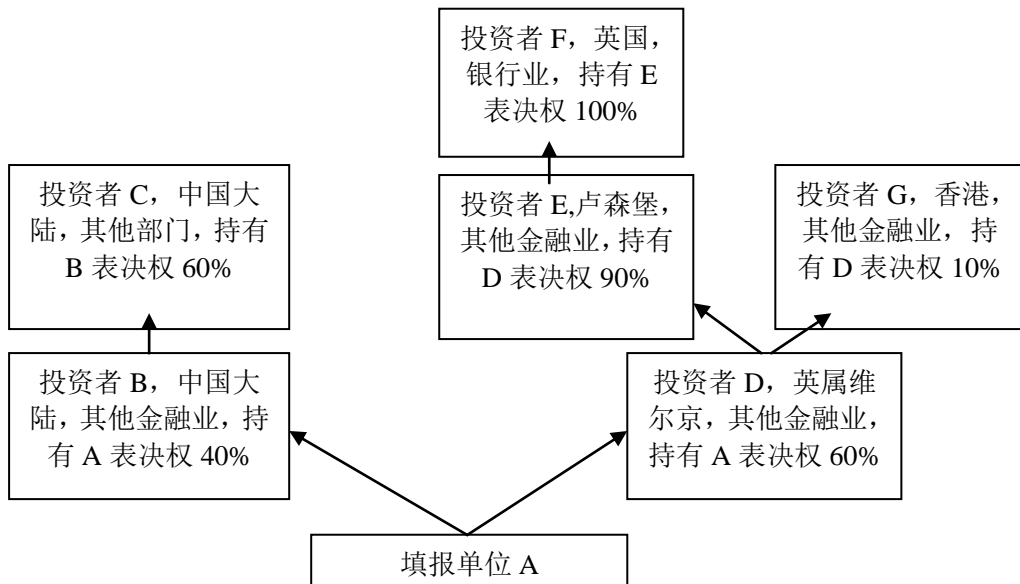 投资者 F，英国，
银行业，持有 E
表决权 100%
投资者 C，中国大
陆，其他部门，持有
B 表决权 60%
投资者 E,卢森堡，
其他金融业，持有
D 表决权 90%
投资者 G，香港，
其他金融业，持
有 D 表决权 10%
投资者 B，中国大
陆，其他金融业，持
有 A 表决权 40%
投资者 D，英属维
尔京，其他金融业，
持有 A 表决权 60%
填报单位 A